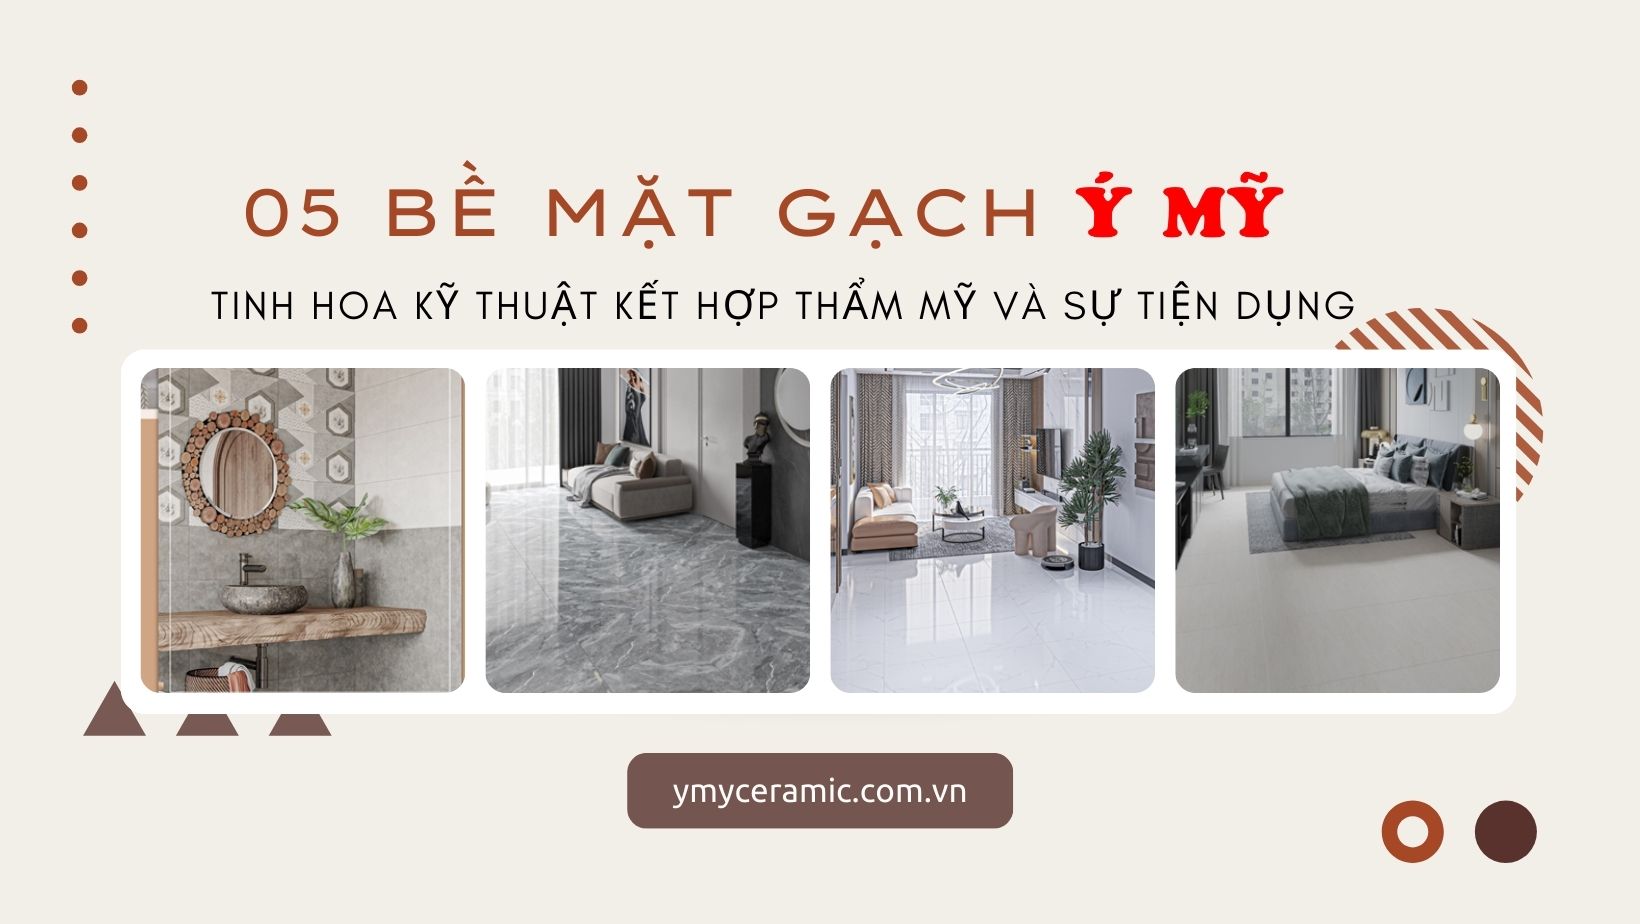 05 BỀ MẶT GẠCH Ý MỸ
TINH HOA KỸ THUẬT KẾT HỢP THẨM MỸ VÀ SỰ TIỆN DỤNG
ymyceramic.com.vn